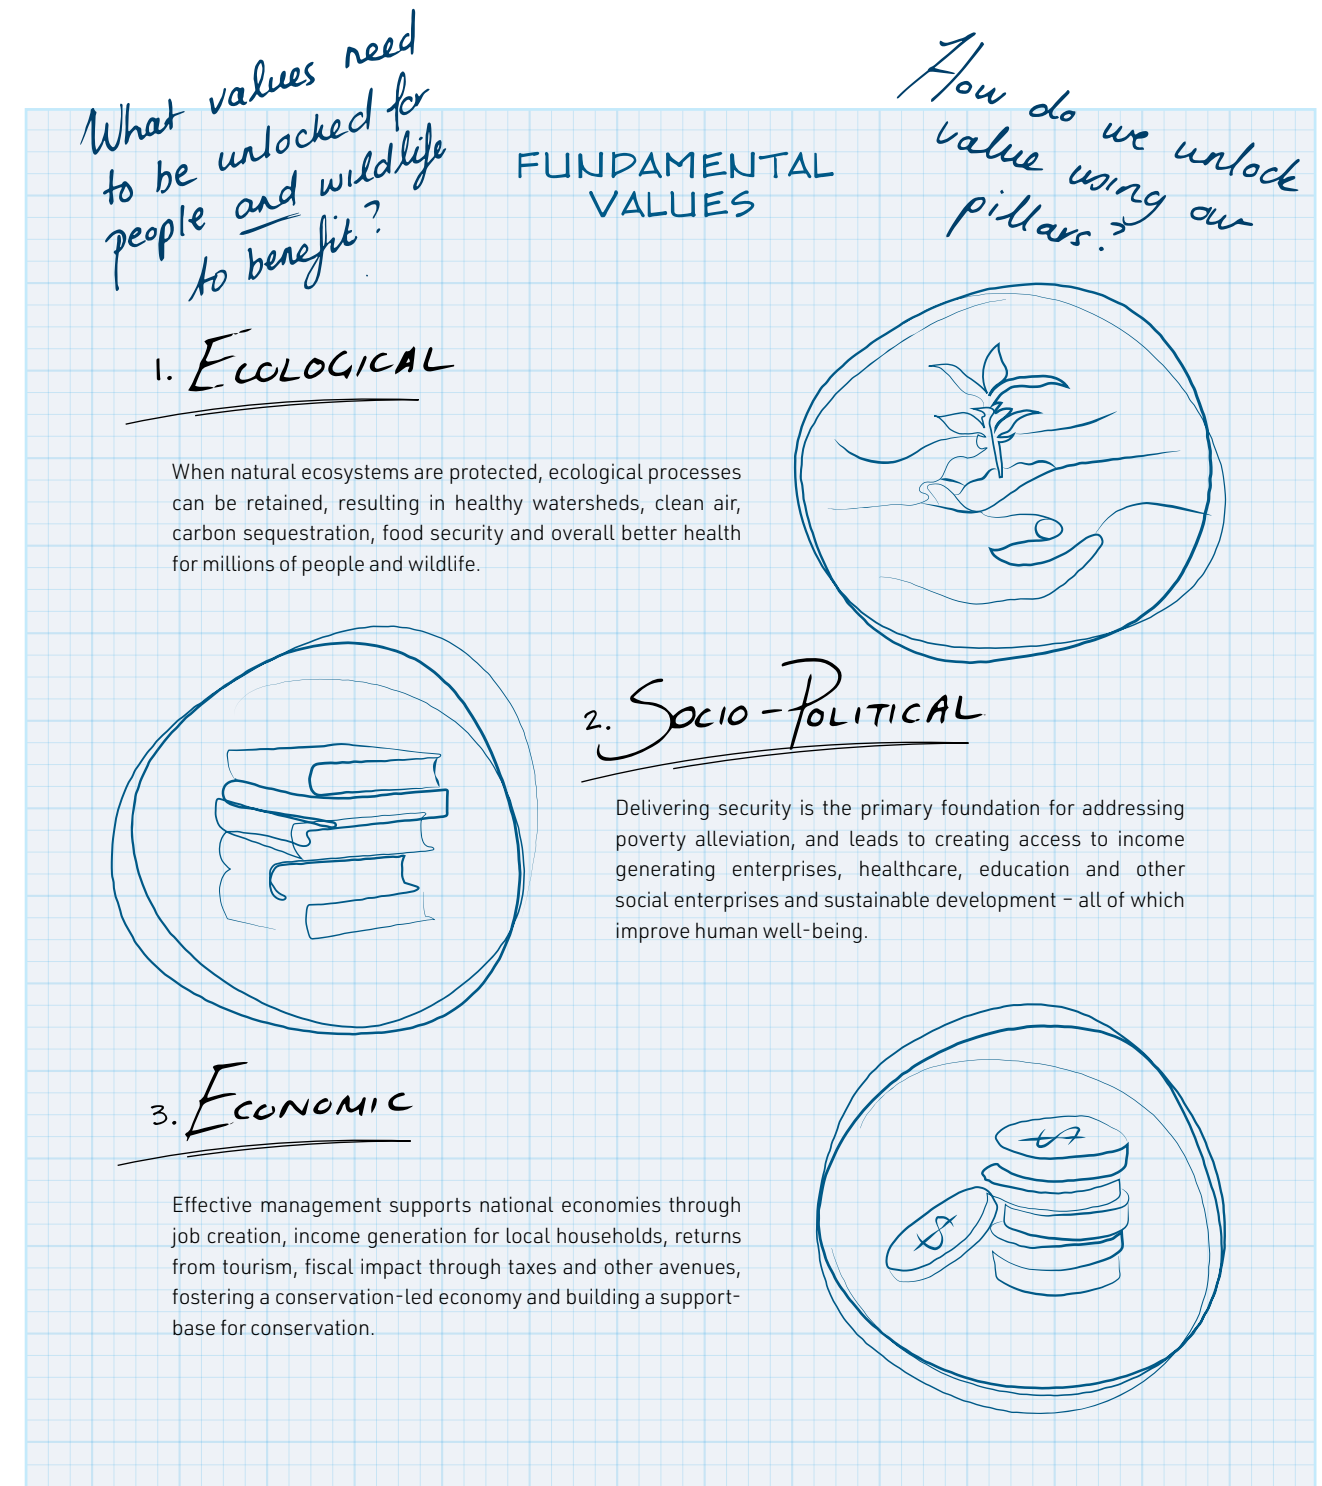 What values need
to be unlocked for
people and wildlife
to benefit?
FUNDAMENTAL
VALUES
How do we unlock
value using our
pillars?
1. ECOLOGICAL
When natural ecosystems are protected, ecological processes
can be retained, resulting in healthy watersheds, clean air,
carbon sequestration, food security and overall better health
for millions of people and wildlife.
2. SOCIO-POLITICAL
Delivering security is the primary foundation for addressing
poverty alleviation, and leads to creating access to income
generating enterprises, healthcare, education and other
social enterprises and sustainable development – all of which
improve human well-being.
3. ECONOMIC
Effective management supports national economies through
job creation, income generation for local households, returns
from tourism, fiscal impact through taxes and other avenues,
fostering a conservation-led economy and building a support-
base for conservation.
$
$